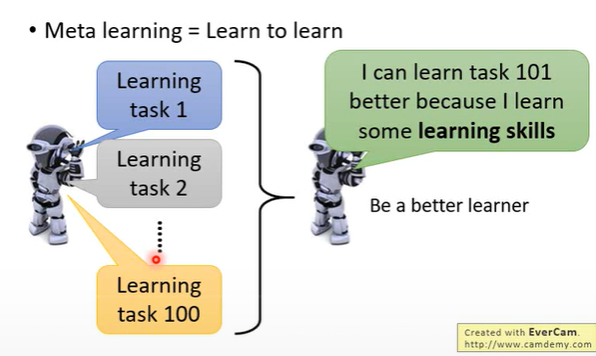 • Meta learning = Learn to learn
Learning
task 1
Learning
task 2
Learning
task 100
I can learn task 101
better because I learn
some learning skills
Be a better learner
Created with EverCam.
http://www.camdemy.com